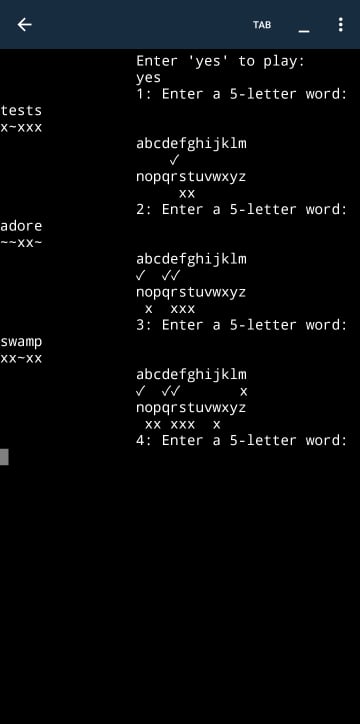 TAB
Enter 'yes' to play:
yes
1: Enter a 5-letter word:
tests
x~xxx
abcdefghijklm
✓
nopqrstuvwxyz
xx
2: Enter a 5-letter word:
adore
~~xx~
abcdefghijklm
✓  ✓✓
nopqrstuvwxyz
x  xxx
3: Enter a 5-letter word:
swamp
xx~xx
abcdefghijklm
✓  ✓✓       x
nopqrstuvwxyz
xx xxx  x
4: Enter a 5-letter word: